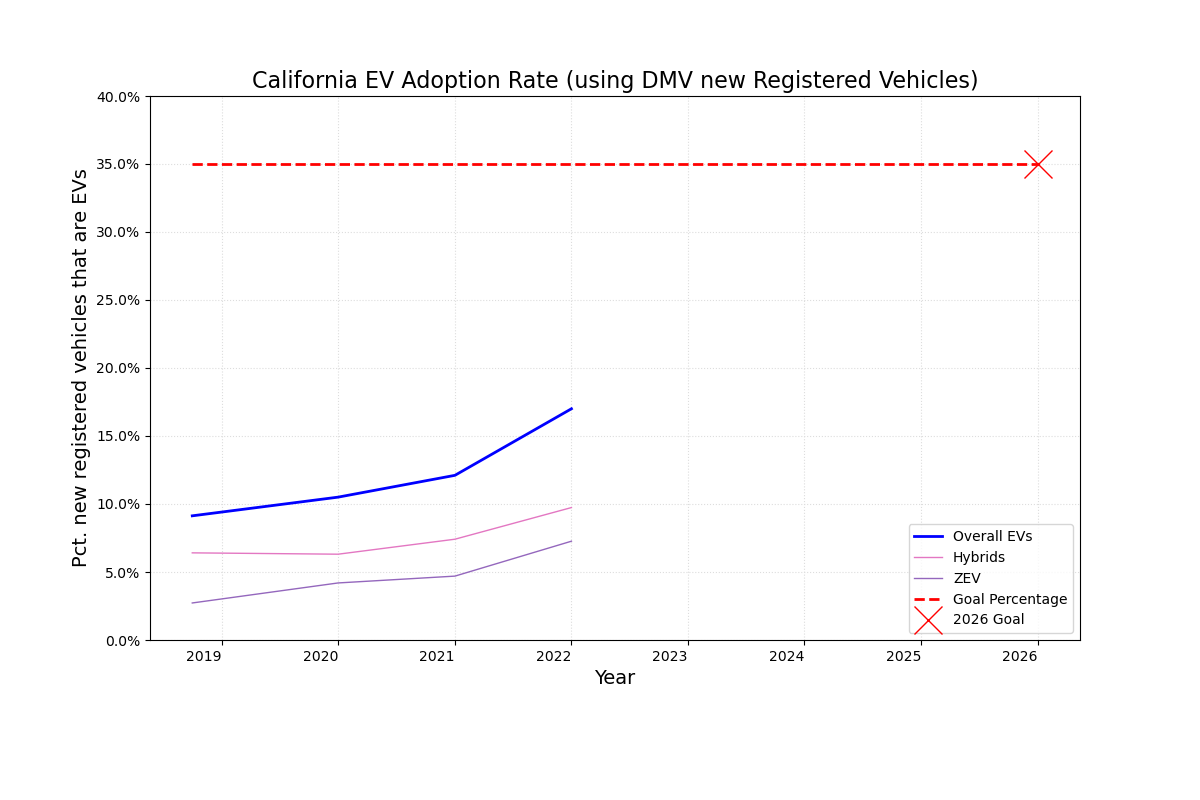 California EV Adoption Rate (using DMV new Registered Vehicles)
Pct. new registered vehicles that are EVs
40.0%
35.0%
30.0%
25.0%
20.0%
15.0%
10.0%
5.0%
0.0%
Overall EVs
Hybrids
ZEV
Goal Percentage
2026 Goal
2019 2020 2021 2022 2023 2024 2025 2026
Year